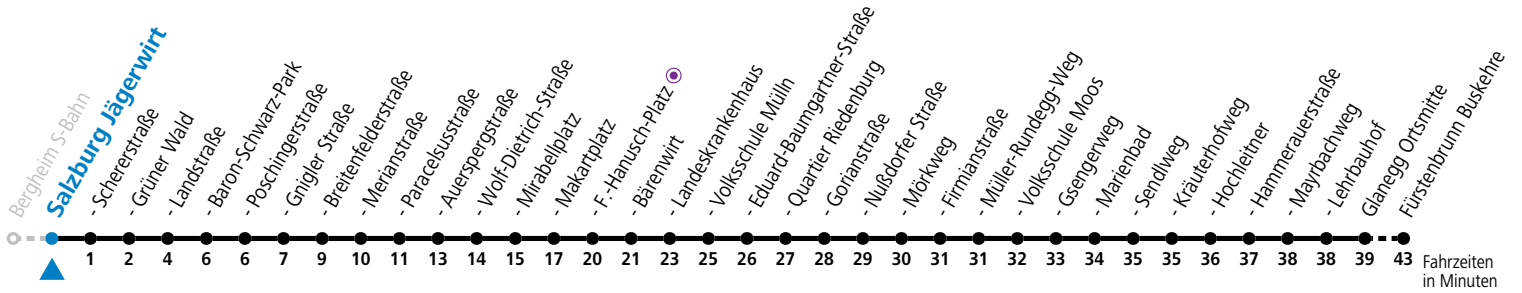 Bergheim S-Bahn
Salzburg Jägerwirt
- Schererstraße
- Grüner Wald
- Landstraße
- Baron-Schwarz-Park
- Poschingerstraße
- Gnigler Straße
- Breitenfelderstraße
- Merianstraße
- Paracelsusstraße
- Auerspergstraße
- Wolf-Dietrich-Straße
- Mirabellplatz
- Makartplatz
- F.-Hanusch-Platz
- Bärenwirt
- Landeskrankenhaus
- Volksschule Mülln
- Eduard-Baumgartner-Straße
- Quartier Riedenburg
- Gorianstraße
- Nußdorfer Straße
- Mörkweg
- Firmianstraße
- Müller-Rundegg-Weg
- Volksschule Moos
- Gsengerweg
- Marienbad
- Sendlweg
- Kräuterhofweg
- Hochleitner
- Hammerauerstraße
- Mayrbachweg
- Lehrbauhof
Glanegg Ortsmitte
Fürstenbrunn Buskehre
1 2 4 6 6 7 9 10 11 13 14 15 17 20 21 23 25 26 27 28 29 30 31 31 32 33 34 35 35 36 37 38 38 39 43
Fahrzeiten
in Minuten